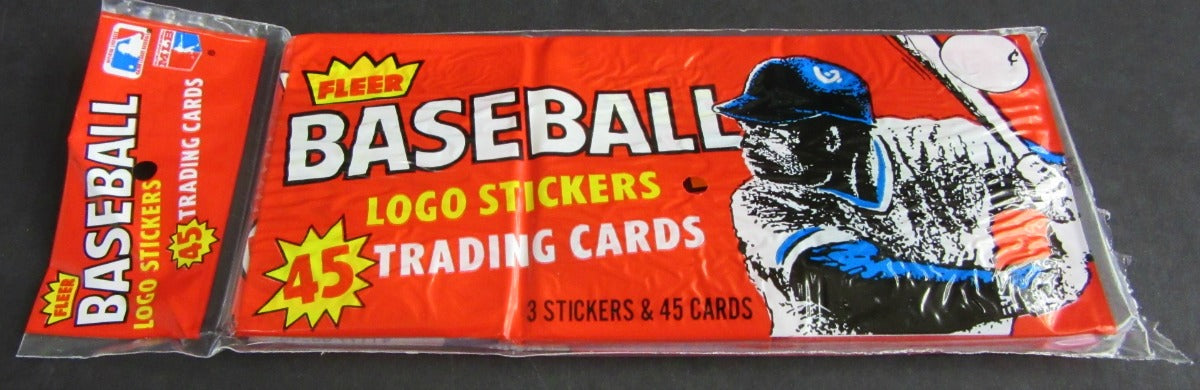 FLEER
BASEBALL
LOGO STICKERS
45 TRADING CARDS
FLEER
BASEBALL
LOGO STICKERS
45 TRADING CARDS
3 STICKERS & 45 CARDS